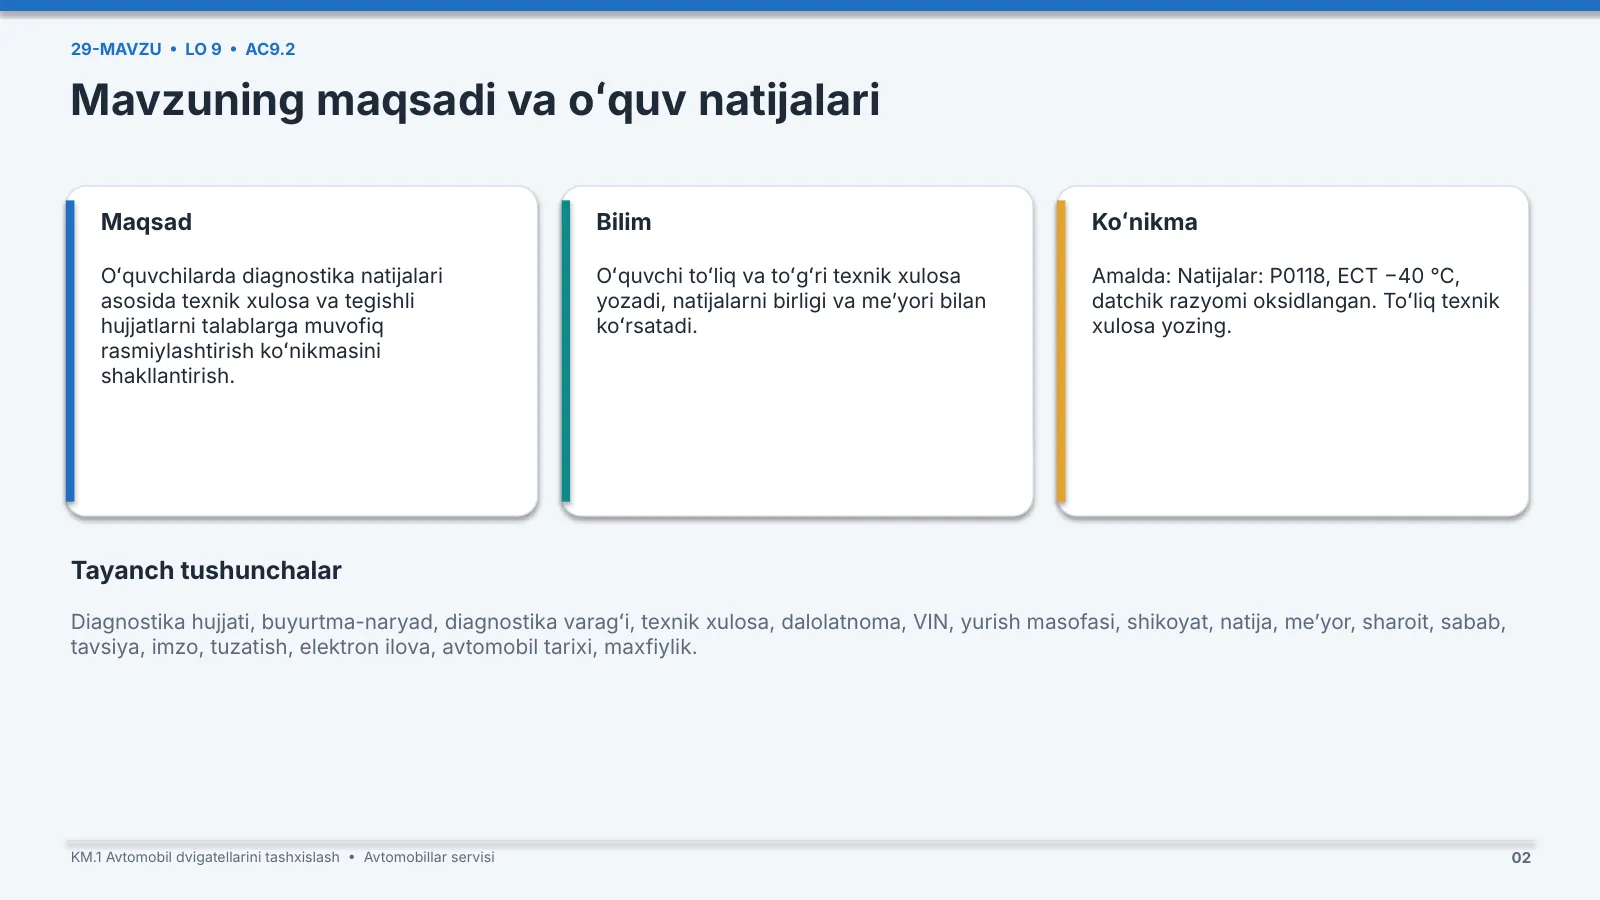 29-MAVZU • LO 9 • AC9.2
Mavzuning maqsadi va oʻquv natijalari
Maqsad
Oʻquvchilarda diagnostika natijalari
asosida texnik xulosa va tegishli
hujjatlarni talablarga muvofiq
rasmiylashtirish koʻnikmasini
shakllantirish.
Bilim
Oʻquvchi toʻliq va toʻgʻri texnik xulosa
yozadi, natijalarni birligi va meʼyori bilan
koʻrsatadi.
Koʻnikma
Amalda: Natijalar: P0118, ECT −40 °C,
datchik razyomi oksidlangan. Toʻliq texnik
xulosa yozing.
Tayanch tushunchalar
Diagnostika hujjati, buyurtma-naryad, diagnostika varagʻi, texnik xulosa, dalolatnoma, VIN, yurish masofasi, shikoyat, natija, meʼyor, sharoit, sabab,
tavsiya, imzo, tuzatish, elektron ilova, avtomobil tarixi, maxfiylik.
KM.1 Avtomobil dvigatellarini tashxislash • Avtomobillar servisi
02